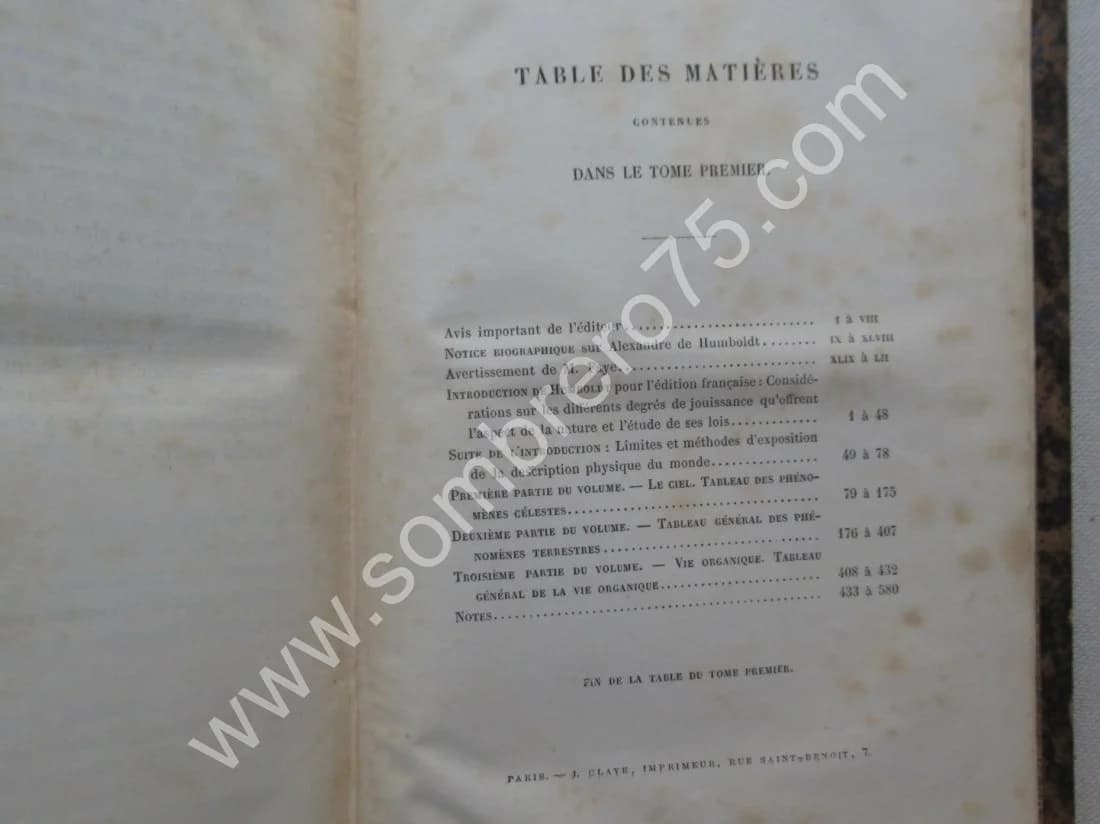 TABLE DES MATIÈRES
CONTENUES
DANS LE TOME PREMIER.
Avis important de l'éditeur........................... I à VIII
NOTICE BIOGRAPHIQUE sur Alexandre de Humboldt........ IX à XLVIII
Avertissement de M. Faye........................... XLIX à LII
INTRODUCTION DE HUMBOLDT pour l'édition française : Considé-
rations sur les différents degrés de jouissance qu'offrent
l'aspect de la nature et l'étude de ses lois............ 1 à 48
SUITE DE L'INTRODUCTION : Limites et méthodes d'exposition
de la description physique du monde............... 49 à 78
PREMIÈRE PARTIE DU VOLUME. — LE CIEL. TABLEAU DES PHÉNO-
MÈNES CÉLESTES.................................... 79 à 175
DEUXIÈME PARTIE DU VOLUME. — TABLEAU GÉNÉRAL DES PHÉ-
NOMÈNES TERRESTRES............................... 176 à 407
TROISIÈME PARTIE DU VOLUME. — VIE ORGANIQUE. TABLEAU
GÉNÉRAL DE LA VIE ORGANIQUE...................... 408 à 432
NOTES............................................. 433 à 580
FIN DE LA TABLE DU TOME PREMIER.
PARIS. — J. CLAYE, IMPRIMEUR, RUE SAINT-BENOIT, 7.
www.sombrero75.com